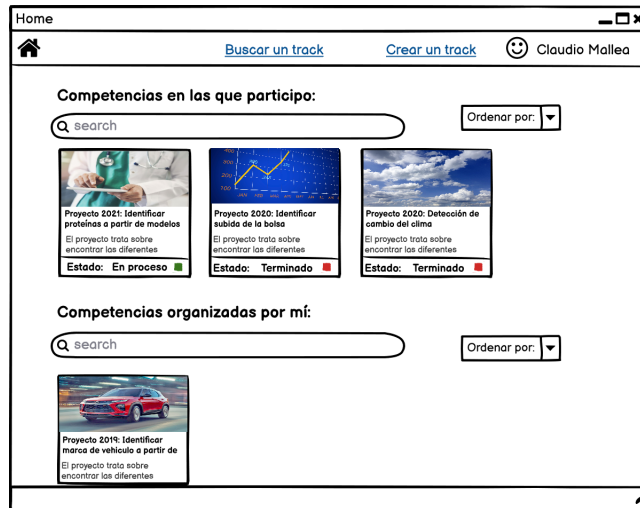 Home
Buscar un track
Crear un track
Claudio Mallea
Competencias en las que participo:
search
Ordenar por:
Proyecto 2021: Identificar
proteínas a partir de modelos
El proyecto trata sobre
encontrar las diferentes
Estado: En proceso
Proyecto 2020: Identificar
subida de la bolsa
El proyecto trata sobre
encontrar las diferentes
Estado: Terminado
Proyecto 2020: Detección de
cambio del clima
El proyecto trata sobre
encontrar las diferentes
Estado: Terminado
Competencias organizadas por mí:
search
Ordenar por:
Proyecto 2019: Identificar
marca de vehiculo a partir de
El proyecto trata sobre
encontrar las diferentes